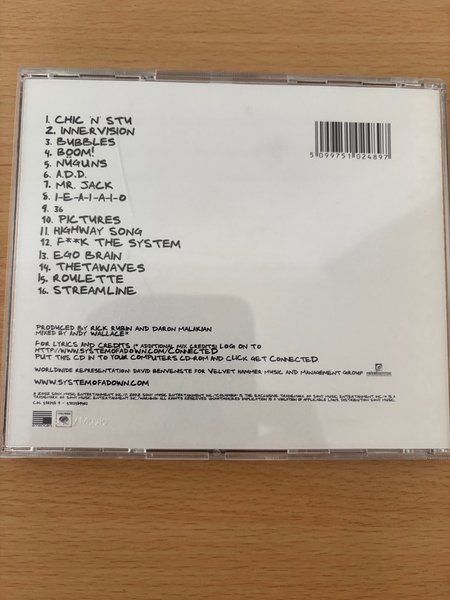 1. CHIC 'N' STU
2. INNERVISION
3. BUBBLES
4. BOOM!
5. NÜGUNS
6. A.D.D.
7. MR. JACK
8. I-E-A-I-A-I-O
9. 36
10. PICTURES
11. HIGHWAY SONG
12. F**K THE SYSTEM
13. EGO BRAIN
14. THETAWAVES
15. ROULETTE
16. STREAMLINE
5 099751 024897
PRODUCED BY RICK RUBIN AND DARON MALAKIAN
MIXED BY ANDY WALLACE*
FOR LYRICS AND CREDITS (* ADDITIONAL MIX CREDITS) LOG ON TO
HTTP://WWW.SYSTEMOFADOWN.COM/CONNECTED
PUT THIS CD IN TO YOUR COMPUTERS CD-ROM AND CLICK GET CONNECTED.
WORLDWIDE REPRESENTATION: DAVID BENVENISTE FOR VELVET HAMMER MUSIC AND MANAGEMENT GROUP
WWW.SYSTEMOFADOWN.COM